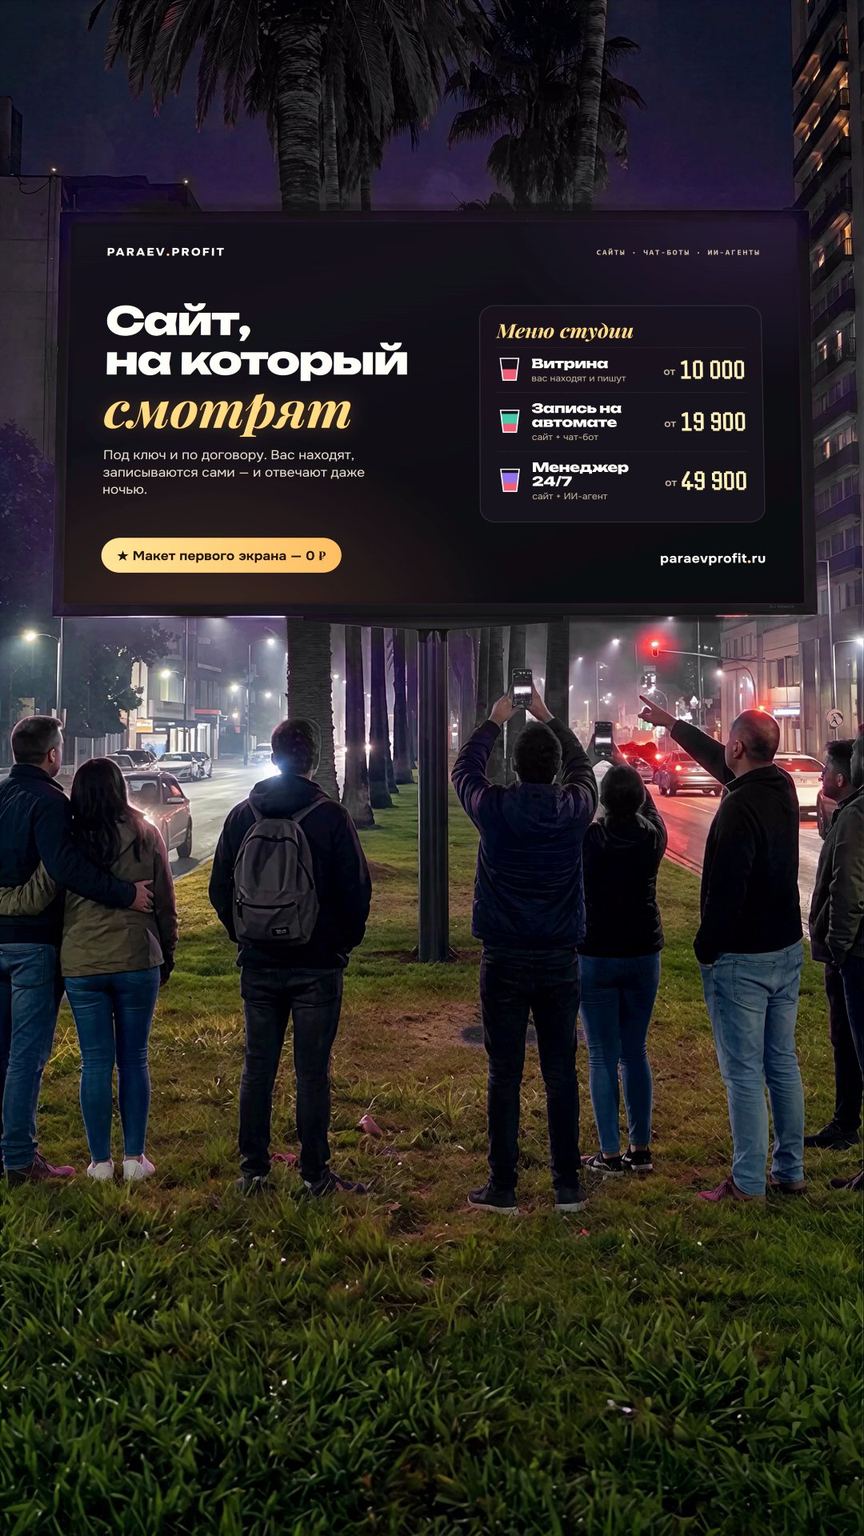 PARAEV.PROFIT
САЙТЫ · ЧАТ-БОТЫ · ИИ-АГЕНТЫ
Сайт,
на который
смотрят
Под ключ и по договору. Вас находят,
записываются сами — и отвечают даже
ночью.
★ Макет первого экрана — 0 ₽
Меню студии
Витрина
вас находят и пишут
от 10 000
Запись на
автомате
сайт + чат-бот
от 19 900
Менеджер
24/7
сайт + ИИ-агент
от 49 900
paraevprofit.ru